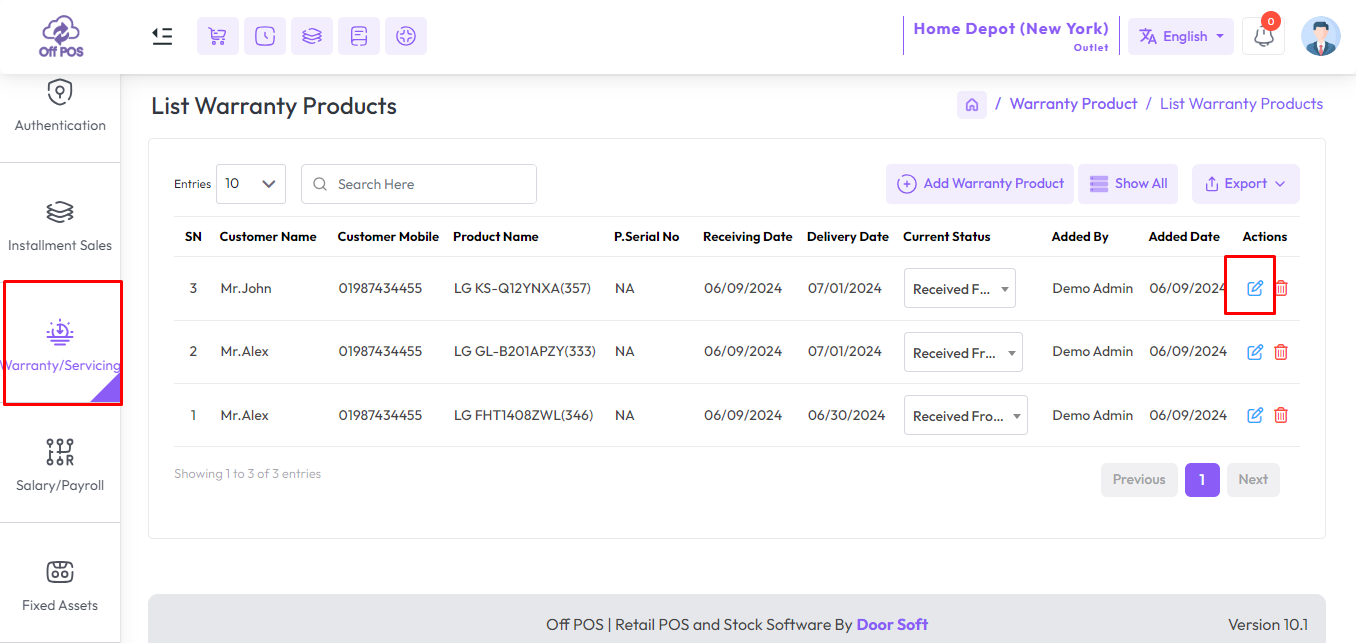 Off POS
Home Depot (New York)
Outlet
English
0
Authentication
Installment Sales
Warranty/Servicing
Salary/Payroll
Fixed Assets
List Warranty Products
/ Warranty Product / List Warranty Products
Entries 10 Search Here
Add Warranty Product Show All Export
SN Customer Name Customer Mobile Product Name P.Serial No Receiving Date Delivery Date Current Status Added By Added Date Actions
3 Mr.John 01987434455 LG KS-Q12YNXA(357) NA 06/09/2024 07/01/2024 Received F... Demo Admin 06/09/2024
2 Mr.Alex 01987434455 LG GL-B201APZY(333) NA 06/09/2024 07/01/2024 Received Fr... Demo Admin 06/09/2024
1 Mr.Alex 01987434455 LG FHT1408ZWL(346) NA 06/09/2024 06/30/2024 Received Fro... Demo Admin 06/09/2024
Showing 1 to 3 of 3 entries
Previous 1 Next
Off POS | Retail POS and Stock Software By Door Soft
Version 10.1